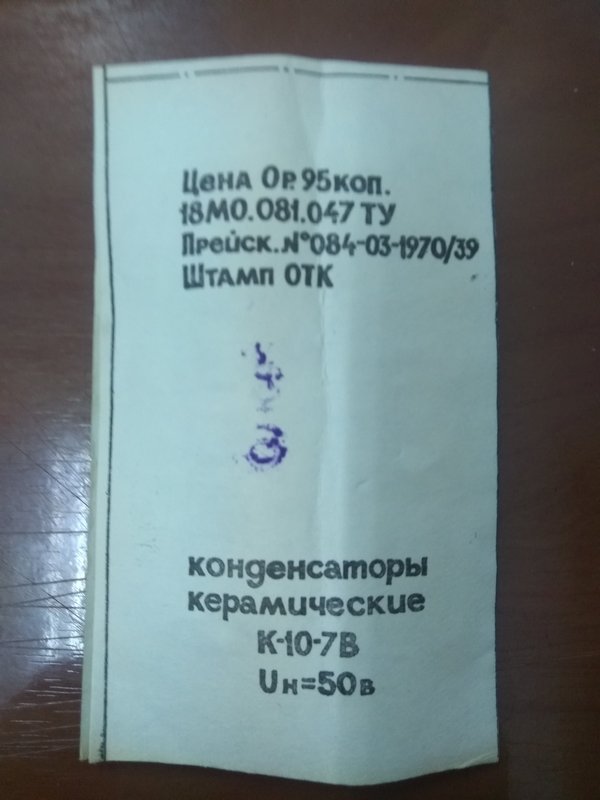 Цена 0р.95коп.
18МО.081.047 ТУ
Прейск.№084-03-1970/39
Штамп ОТК
конденсаторы
керамические
К-10-7В
Uн=50в